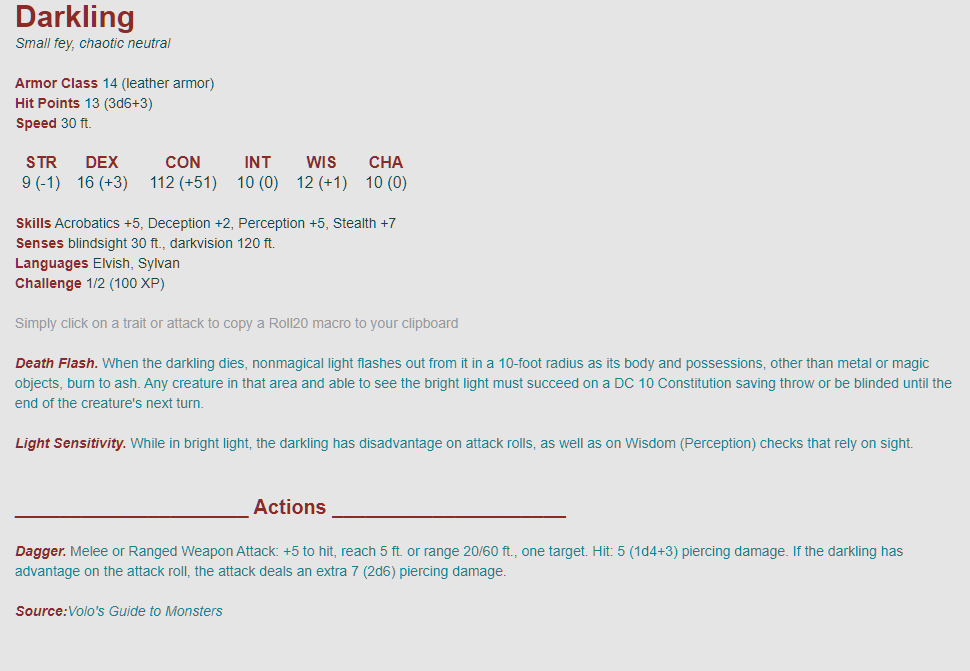 Darkling
Small fey, chaotic neutral
Armor Class 14 (leather armor)
Hit Points 13 (3d6+3)
Speed 30 ft.
STR DEX CON INT WIS CHA
9 (-1) 16 (+3) 112 (+51) 10 (0) 12 (+1) 10 (0)
Skills Acrobatics +5, Deception +2, Perception +5, Stealth +7
Senses blindsight 30 ft., darkvision 120 ft.
Languages Elvish, Sylvan
Challenge 1/2 (100 XP)
Simply click on a trait or attack to copy a Roll20 macro to your clipboard
Death Flash. When the darkling dies, nonmagical light flashes out from it in a 10-foot radius as its body and possessions, other than metal or magic
objects, burn to ash. Any creature in that area and able to see the bright light must succeed on a DC 10 Constitution saving throw or be blinded until the
end of the creature's next turn.
Light Sensitivity. While in bright light, the darkling has disadvantage on attack rolls, as well as on Wisdom (Perception) checks that rely on sight.
_____________________ Actions _____________________
Dagger. Melee or Ranged Weapon Attack: +5 to hit, reach 5 ft. or range 20/60 ft., one target. Hit: 5 (1d4+3) piercing damage. If the darkling has
advantage on the attack roll, the attack deals an extra 7 (2d6) piercing damage.
Source:Volo's Guide to Monsters